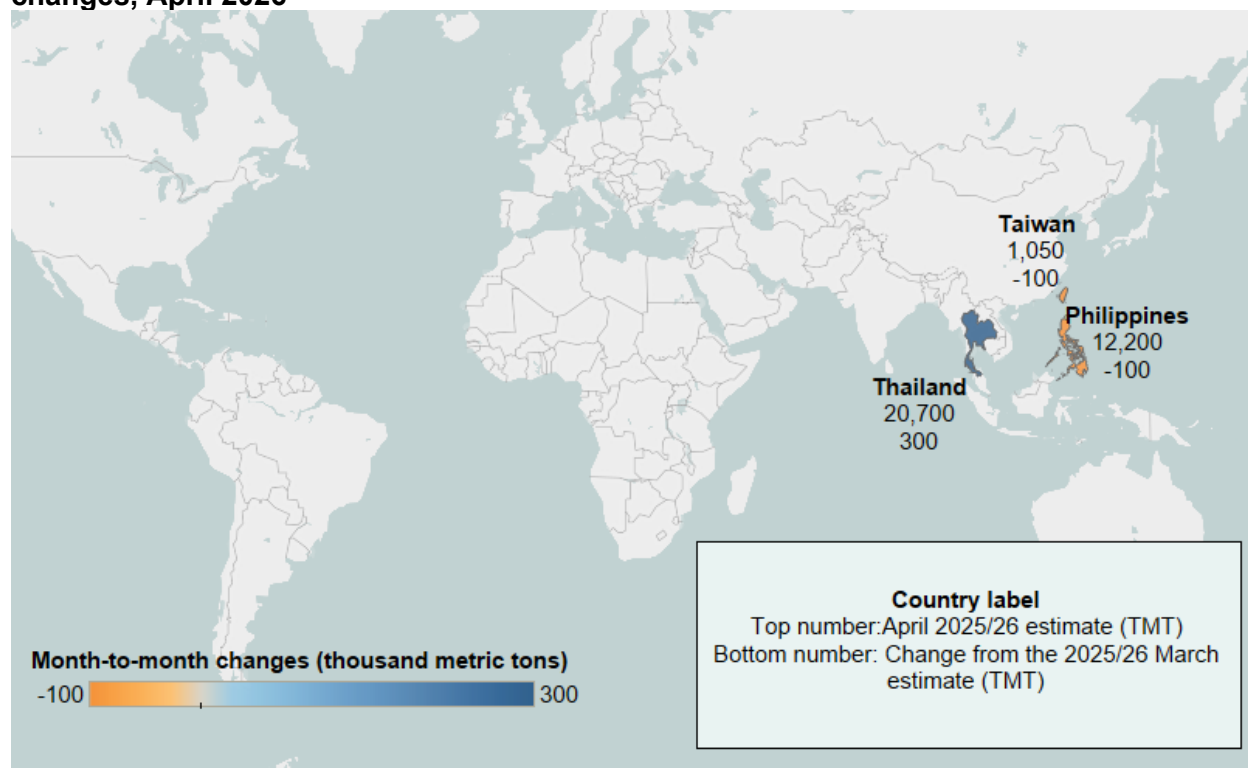 changes, April 2026
Taiwan
1,050
-100
Philippines
12,200
-100
Thailand
20,700
300
Country label
Top number:April 2025/26 estimate (TMT)
Bottom number: Change from the 2025/26 March
estimate (TMT)
Month-to-month changes (thousand metric tons)
-100
300